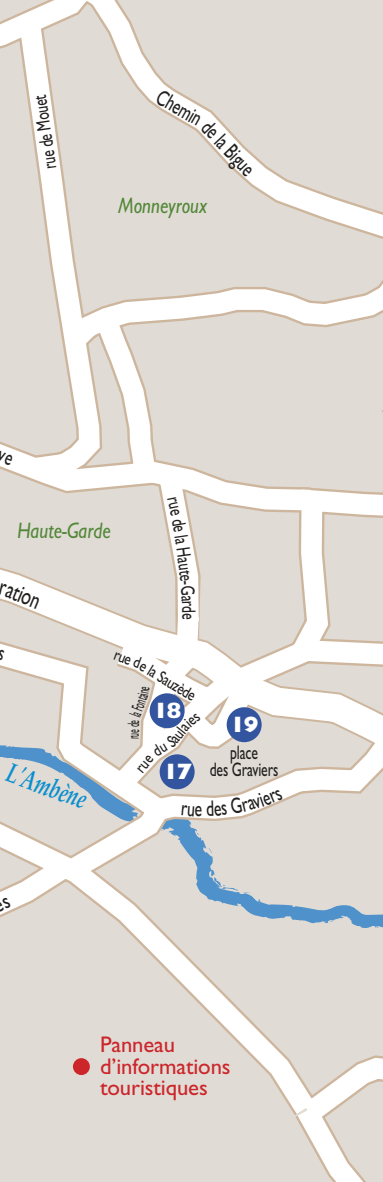 rue de Mouet
Chemin de la Bigue
Monneyroux
Haute-Garde
rue de la Haute-Garde
ration
rue de la Sauzède
rue de la Fontaine
18
19
rue du Saulaies
place
des Graviers
17
L'Ambène
rue des Graviers
Panneau
d'informations
touristiques